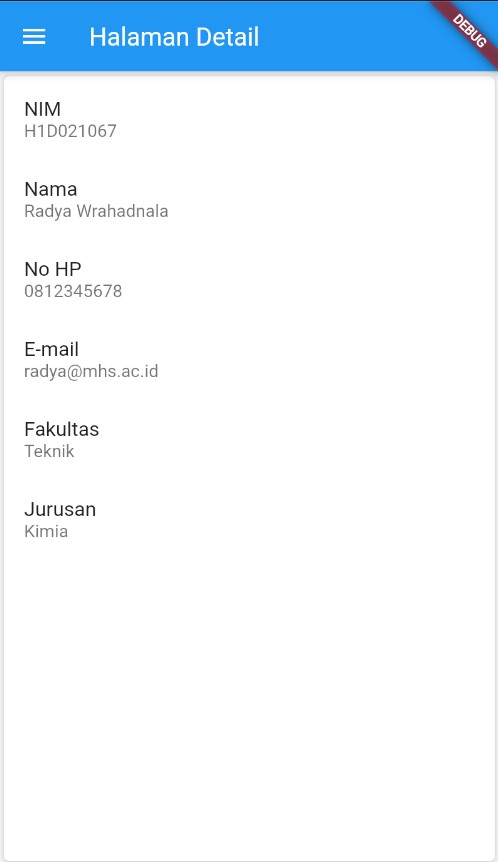 Halaman Detail
DEBUG
NIM
H1D021067
Nama
Radya Wrahadnala
No HP
0812345678
E-mail
radya@mhs.ac.id
Fakultas
Teknik
Jurusan
Kimia